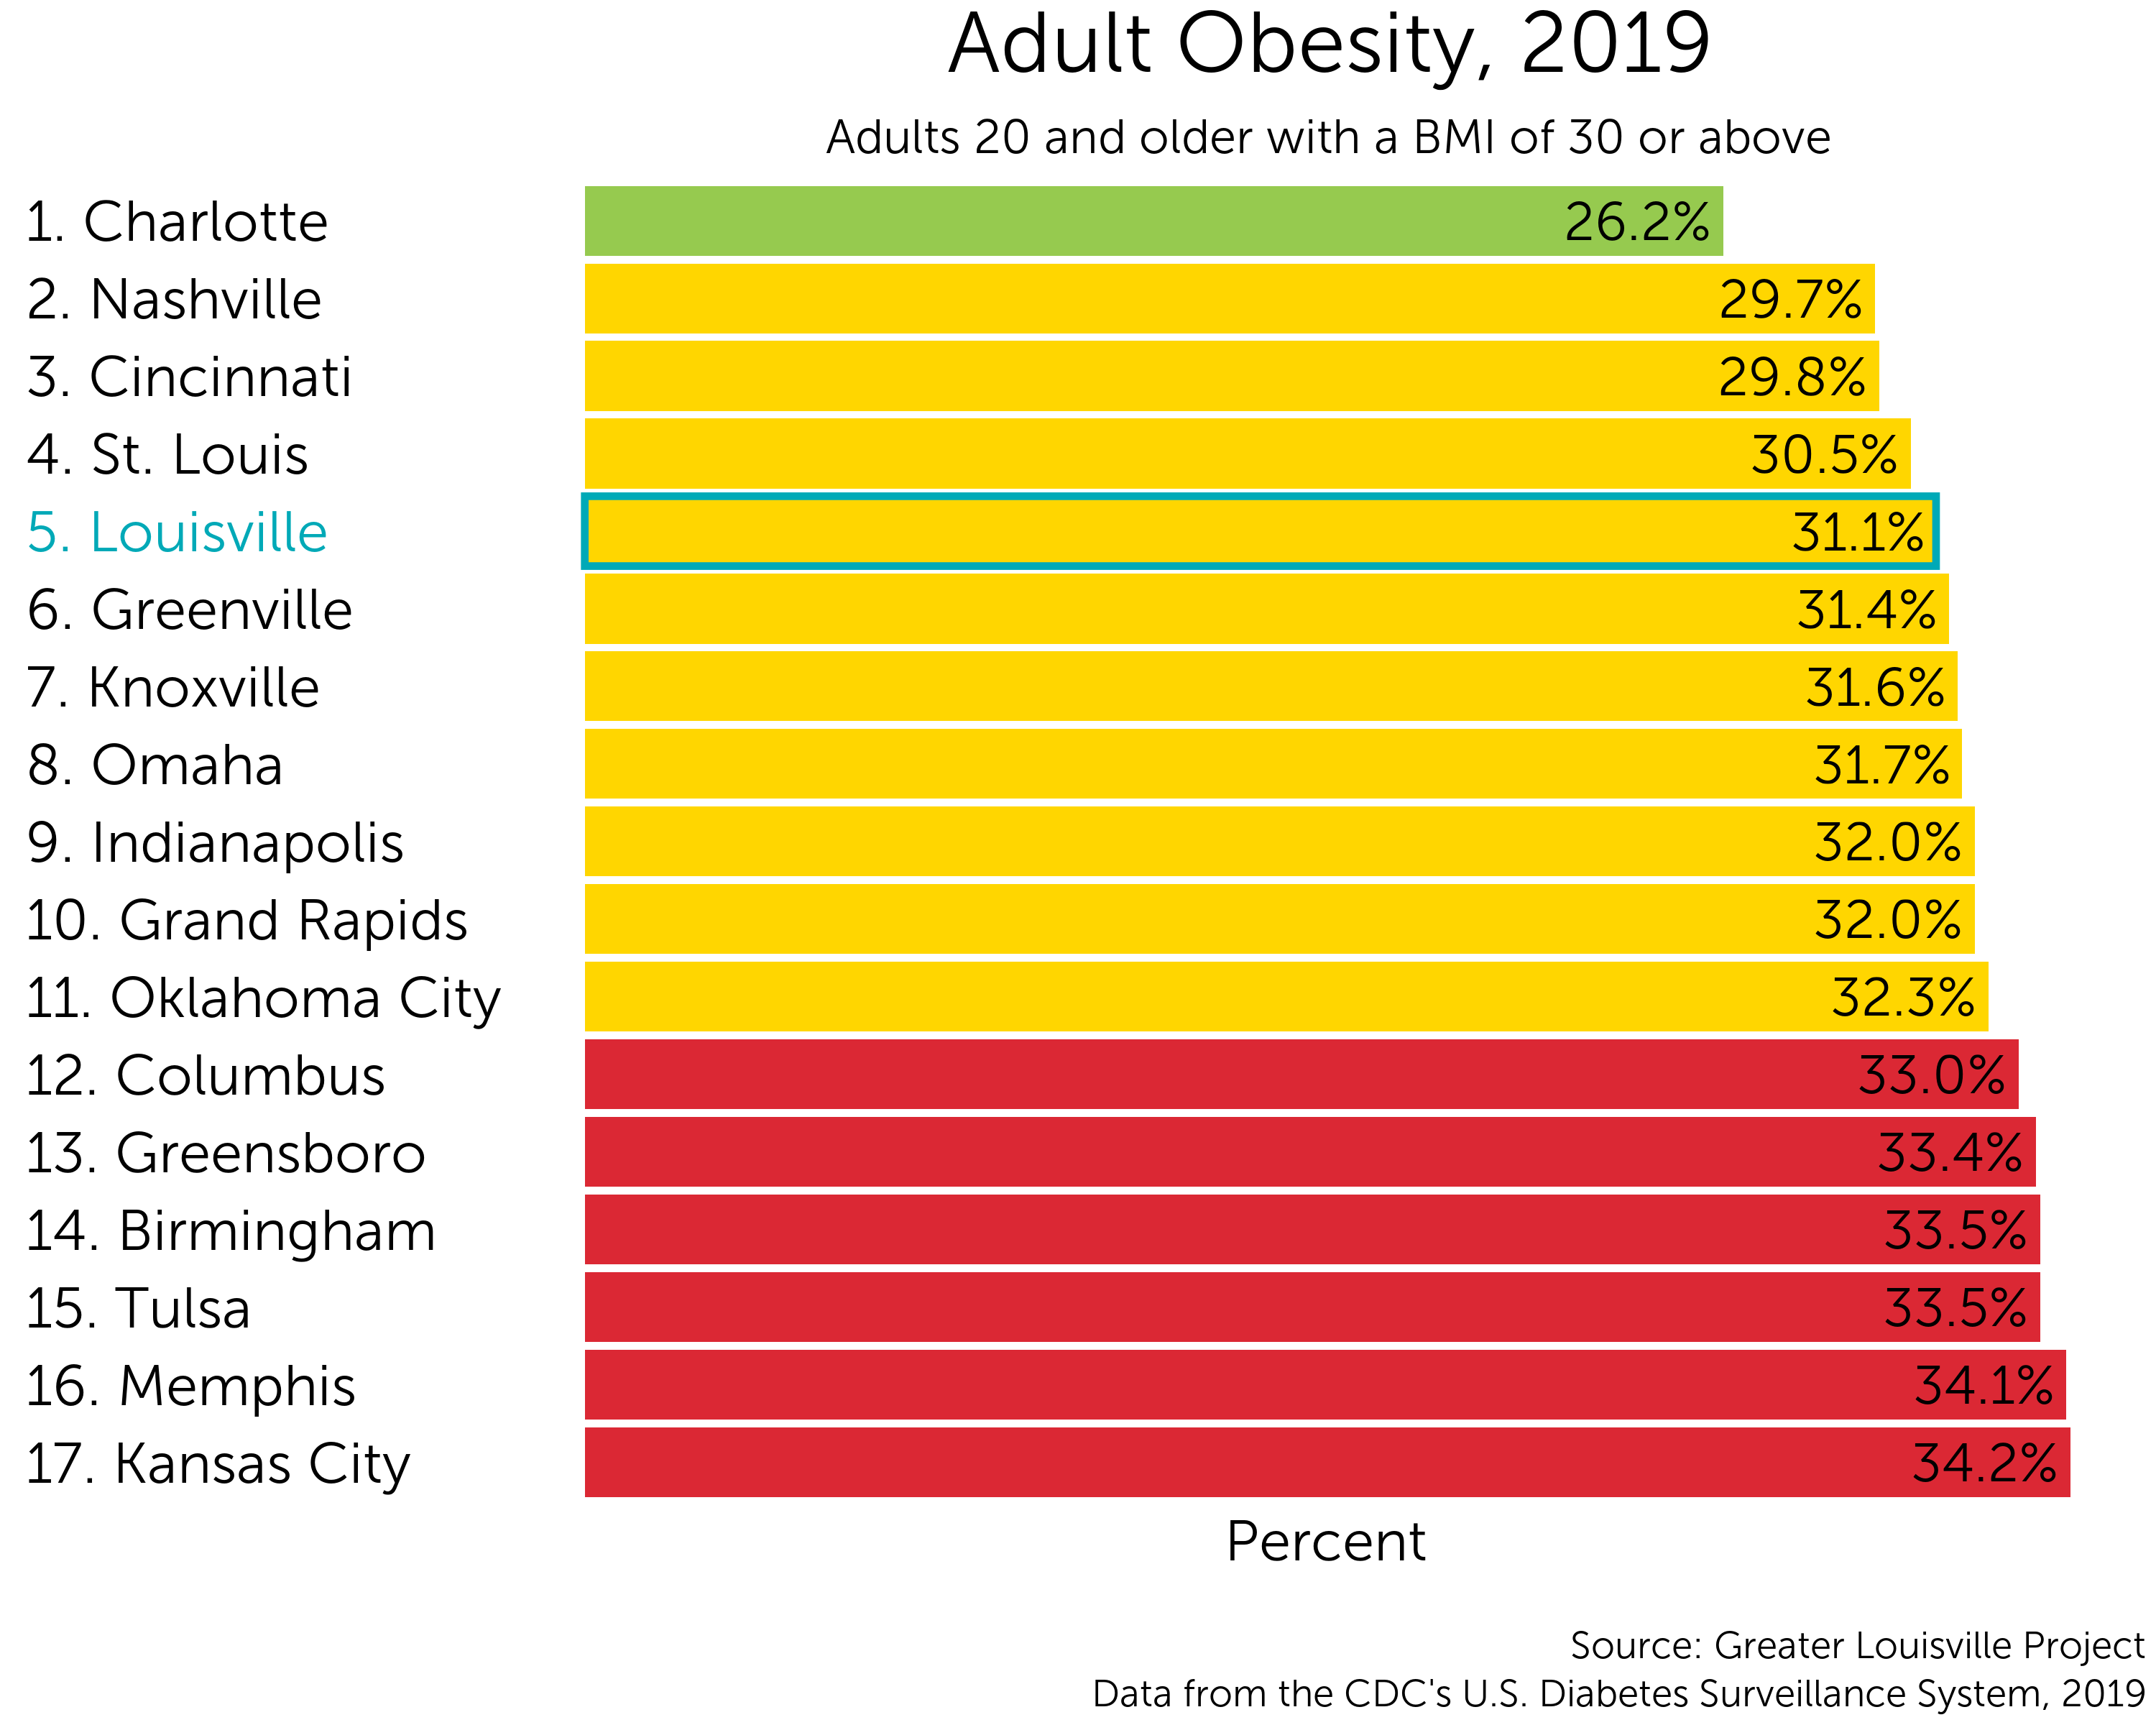 Adult Obesity, 2019
Adults 20 and older with a BMI of 30 or above
1. Charlotte 26.2%
2. Nashville 29.7%
3. Cincinnati 29.8%
4. St. Louis 30.5%
5. Louisville 31.1%
6. Greenville 31.4%
7. Knoxville 31.6%
8. Omaha 31.7%
9. Indianapolis 32.0%
10. Grand Rapids 32.0%
11. Oklahoma City 32.3%
12. Columbus 33.0%
13. Greensboro 33.4%
14. Birmingham 33.5%
15. Tulsa 33.5%
16. Memphis 34.1%
17. Kansas City 34.2%
Percent
Source: Greater Louisville Project
Data from the CDC's U.S. Diabetes Surveillance System, 2019